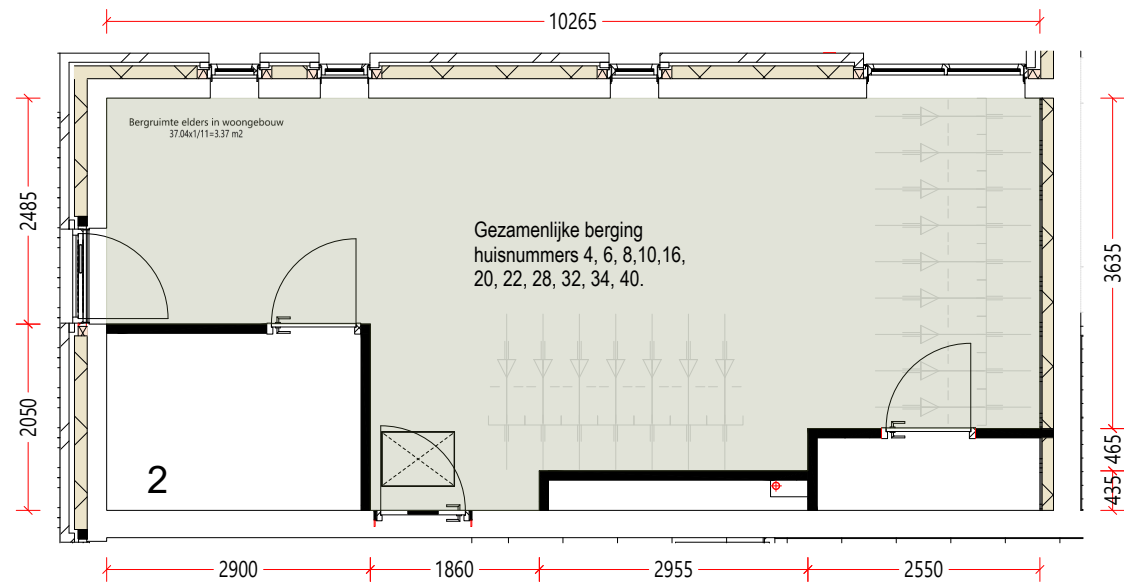 10265
Bergruimte elders in woongebouw
37.04x1/11=3.37 m2
2485
Gezamenlijke berging
huisnummers 4, 6, 8,10,16,
20, 22, 28, 32, 34, 40.
3635
2050
465
2
435
2900
1860
2955
2550